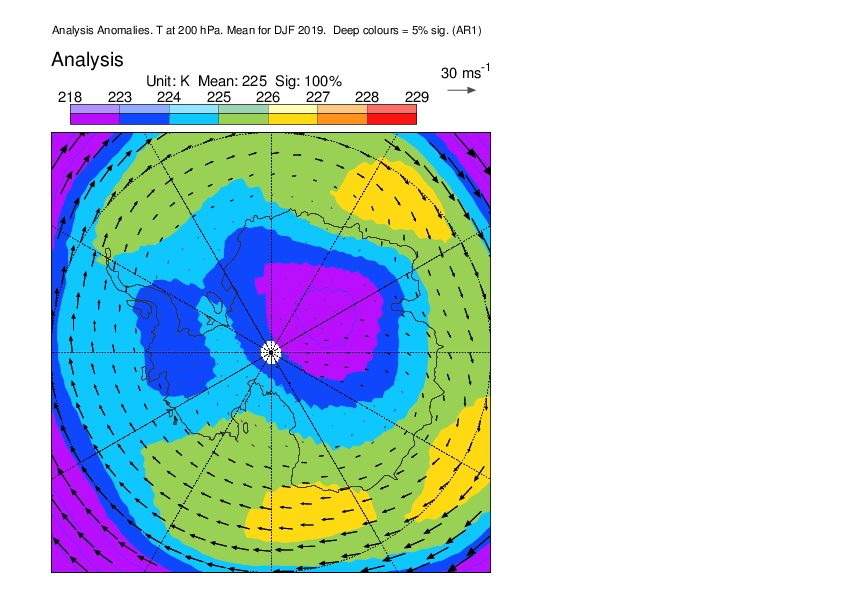 Analysis Anomalies. T at 200 hPa. Mean for DJF 2019.  Deep colours = 5% sig. (AR1)
Analysis
30 ms-1
Unit: K  Mean: 225  Sig: 100%
218 223 224 225 226 227 228 229